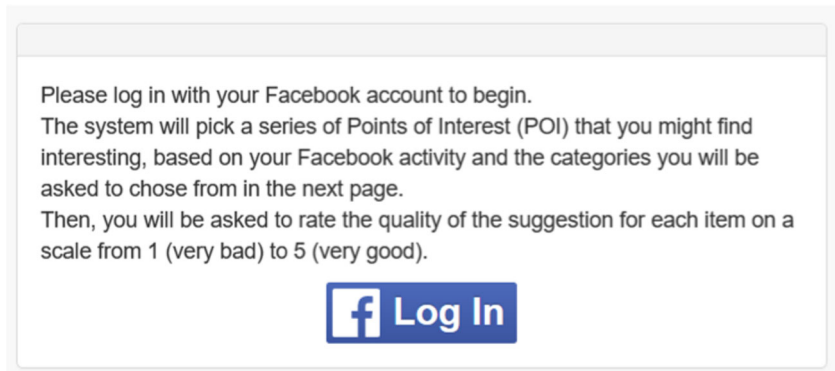 Please log in with your Facebook account to begin.
The system will pick a series of Points of Interest (POI) that you might find
interesting, based on your Facebook activity and the categories you will be
asked to chose from in the next page.
Then, you will be asked to rate the quality of the suggestion for each item on a
scale from 1 (very bad) to 5 (very good).
f Log In